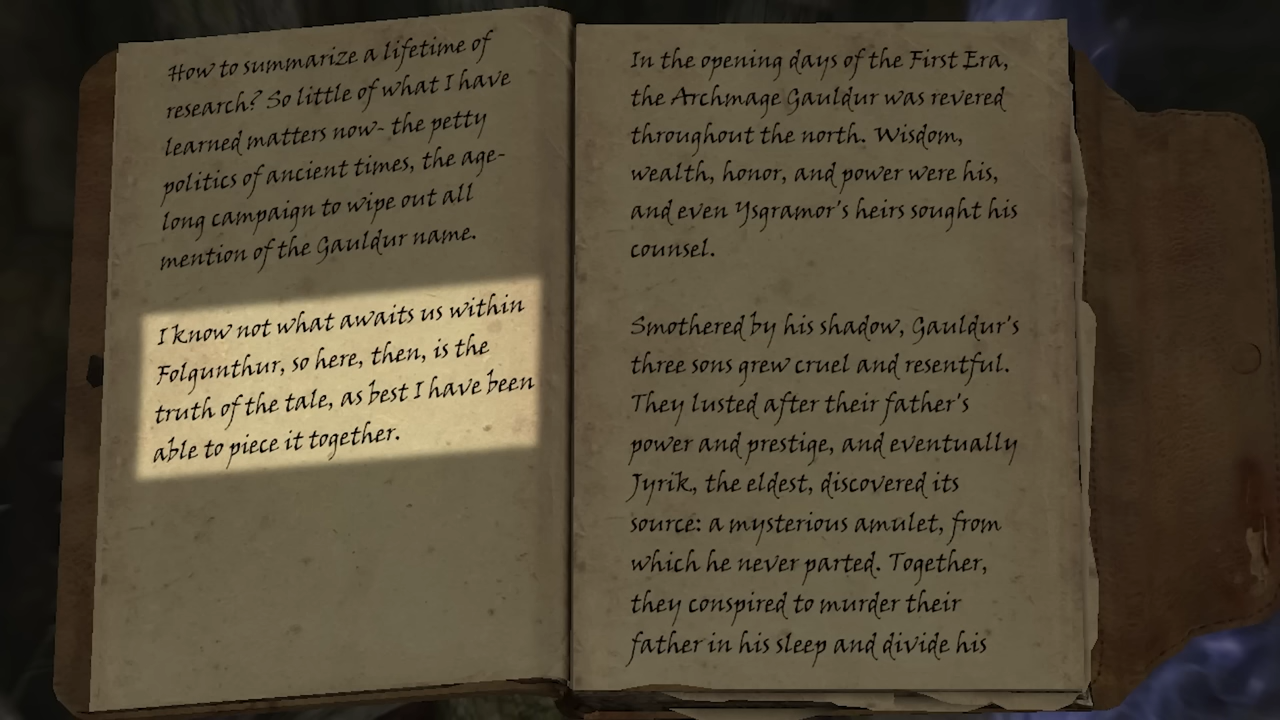 How to summarize a lifetime of
research? So little of what I have
learned matters now- the petty
politics of ancient times, the age-
long campaign to wipe out all
mention of the Gauldur name.
I know not what awaits us within
Folgunthur, so here, then, is the
truth of the tale, as best I have been
able to piece it together.
In the opening days of the First Era,
the Archmage Gauldur was revered
throughout the north. Wisdom,
wealth, honor, and power were his,
and even Ysgramor's heirs sought his
counsel.
Smothered by his shadow, Gauldur's
three sons grew cruel and resentful.
They lusted after their father's
power and prestige, and eventually
Jyrik, the eldest, discovered its
source: a mysterious amulet, from
which he never parted. Together,
they conspired to murder their
father in his sleep and divide his